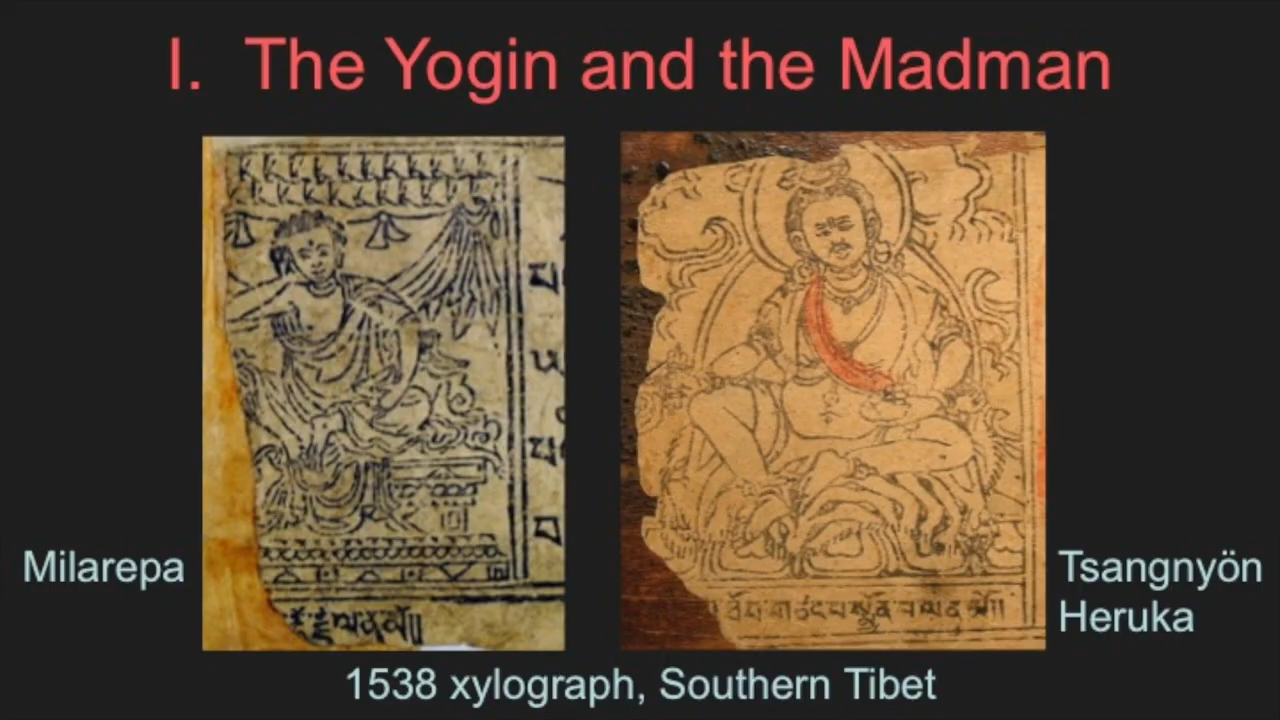 I. The Yogin and the Madman
Milarepa
Tsangnyön
Heruka
1538 xylograph, Southern Tibet